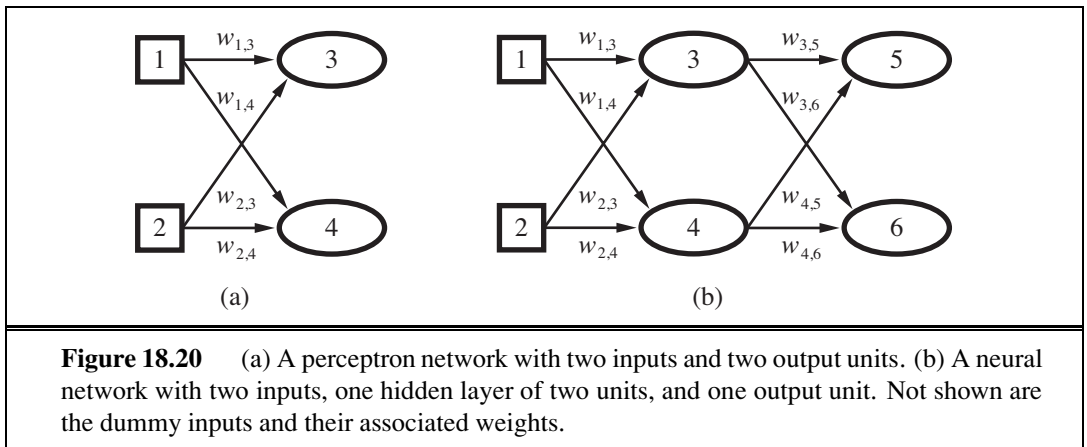 1 w1,3 3 1 w1,3 3 w3,5 5
w1,4 w1,4 w3,6
w2,3 w2,3 w4,5
2 w2,4 4 2 w2,4 4 w4,6 6
(a) (b)
Figure 18.20 (a) A perceptron network with two inputs and two output units. (b) A neural
network with two inputs, one hidden layer of two units, and one output unit. Not shown are
the dummy inputs and their associated weights.